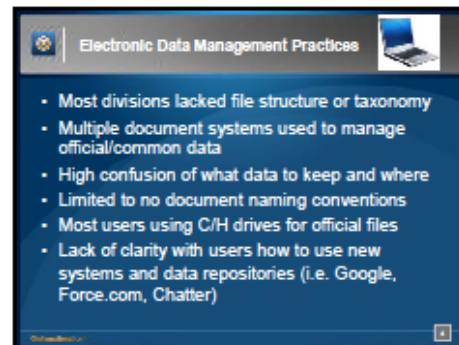 Electronic Data Management Practices
• Most divisions lacked file structure or taxonomy
• Multiple document systems used to manage
official/common data
• High confusion of what data to keep and where
• Limited to no document naming conventions
• Most users using C/H drives for official files
• Lack of clarity with users how to use new
systems and data repositories (i.e. Google,
Force.com, Chatter)